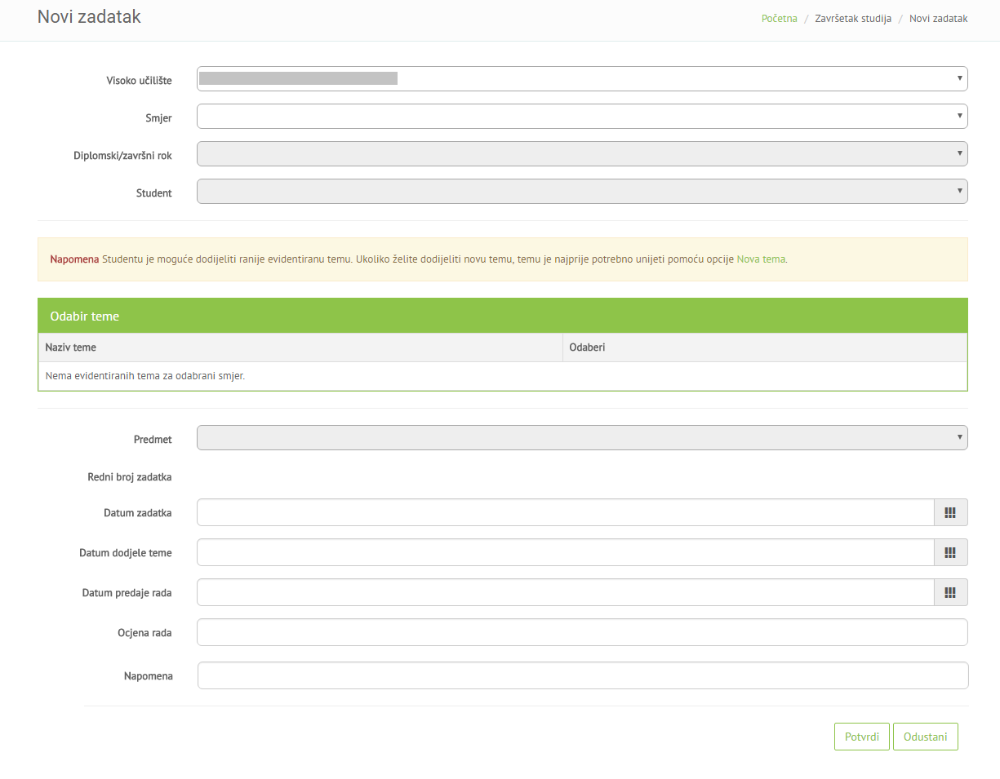 Novi zadatak
Početna / Završetak studija / Novi zadatak
Visoko učilište
Smjer
Diplomski/završni rok
Student
Napomena Studentu je moguće dodijeliti ranije evidentiranu temu. Ukoliko želite dodijeliti novu temu, temu je najprije potrebno unijeti pomoću opcije Nova tema.
Odabir teme
Naziv teme Odaberi
Nema evidentiranih tema za odabrani smjer.
Predmet
Redni broj zadatka
Datum zadatka
Datum dodjele teme
Datum predaje rada
Ocjena rada
Napomena
Potvrdi Odustani